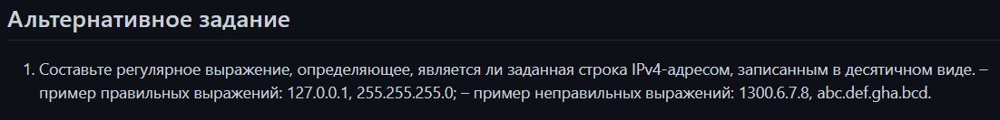 Альтернативное задание
1. Составьте регулярное выражение, определяющее, является ли заданная строка IPv4-адресом, записанным в десятичном виде. –
пример правильных выражений: 127.0.0.1, 255.255.255.0; – пример неправильных выражений: 1300.6.7.8, abc.def.gha.bcd.